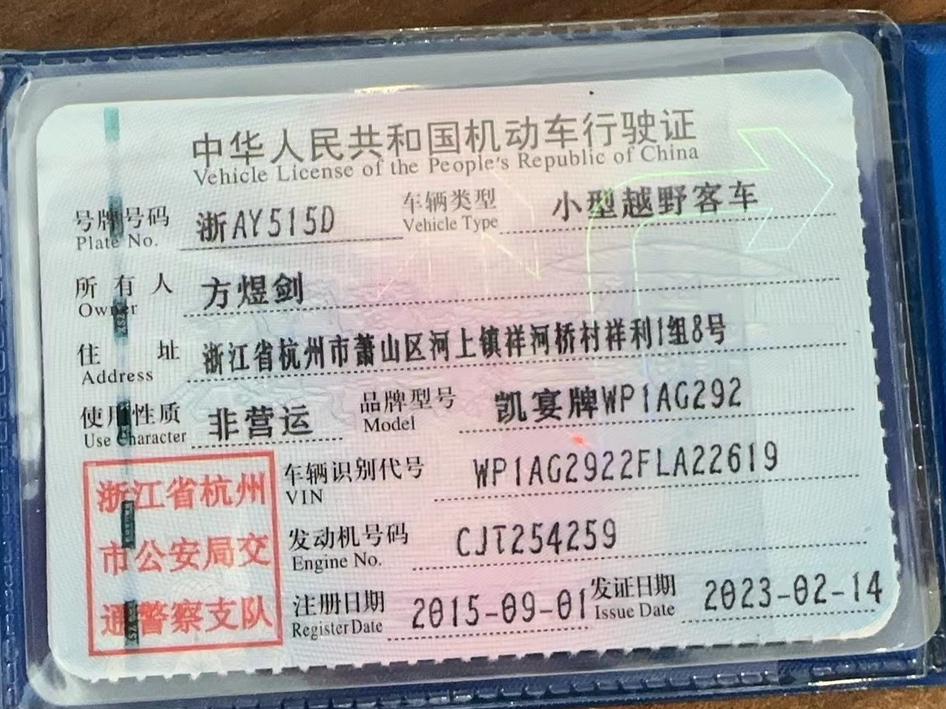 中华人民共和国机动车行驶证
Vehicle License of the People's Republic of China
号牌号码 浙AY515D 车辆类型 小型越野客车
Plate No. Vehicle Type
所有人 方煜剑
Owner
住址 浙江省杭州市萧山区河上镇祥河桥村祥利1组8号
Address
使用性质 非营运 品牌型号 凯宴牌WP1AG292
Use Character Model
浙江省杭州 车辆识别代号 WP1AG2922FLA22619
VIN
市公安局交 发动机号码 CJT254259
Engine No.
通警察支队 注册日期 2015-09-01 发证日期 2023-02-14
Register Date Issue Date